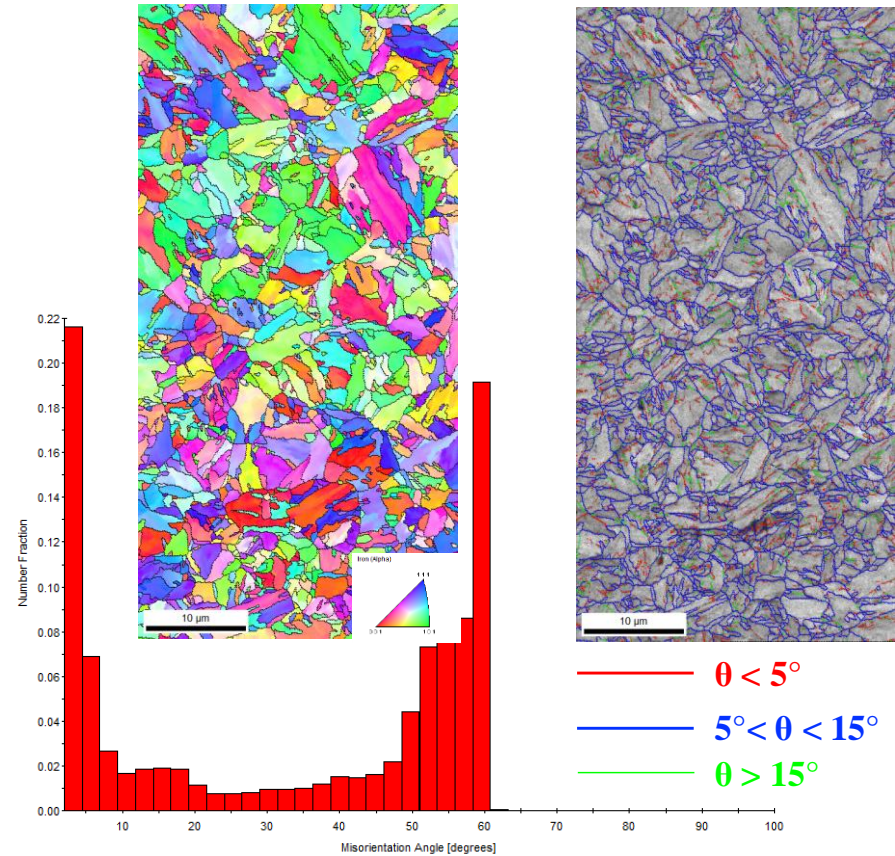 Iron (Alpha)
111
001
101
10 µm
10 µm
0.22
0.20
0.18
0.16
0.14
0.12
0.10
0.08
0.06
0.04
0.02
0.00
Number Fraction
10 20 30 40 50 60 70 80 90 100
Misorientation Angle [degrees]
θ < 5°
5°< θ < 15°
θ > 15°